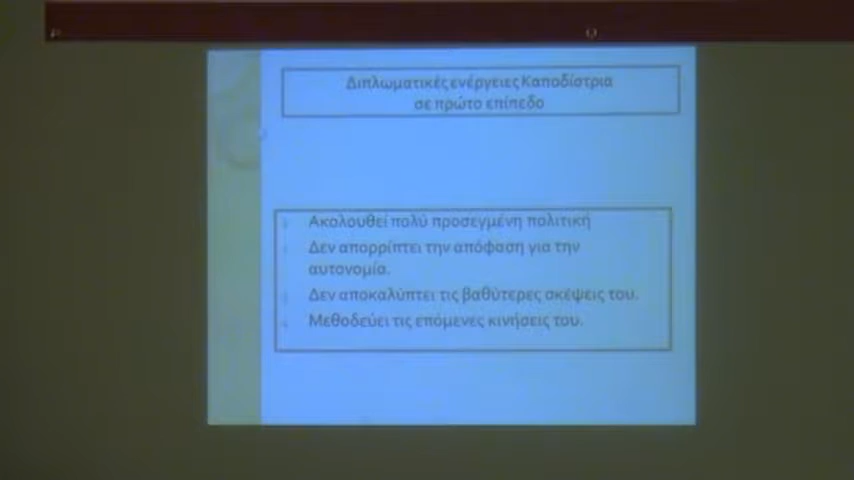 Διπλωματικές ενέργειες Καποδίστρια
σε πρώτο επίπεδο
Ακολουθεί πολύ προσεγμένη πολιτική
Δεν απορρίπτει την απόφαση για την
αυτονομία.
Δεν αποκαλύπτει τις βαθύτερες σκέψεις του.
Μεθοδεύει τις επόμενες κινήσεις του.